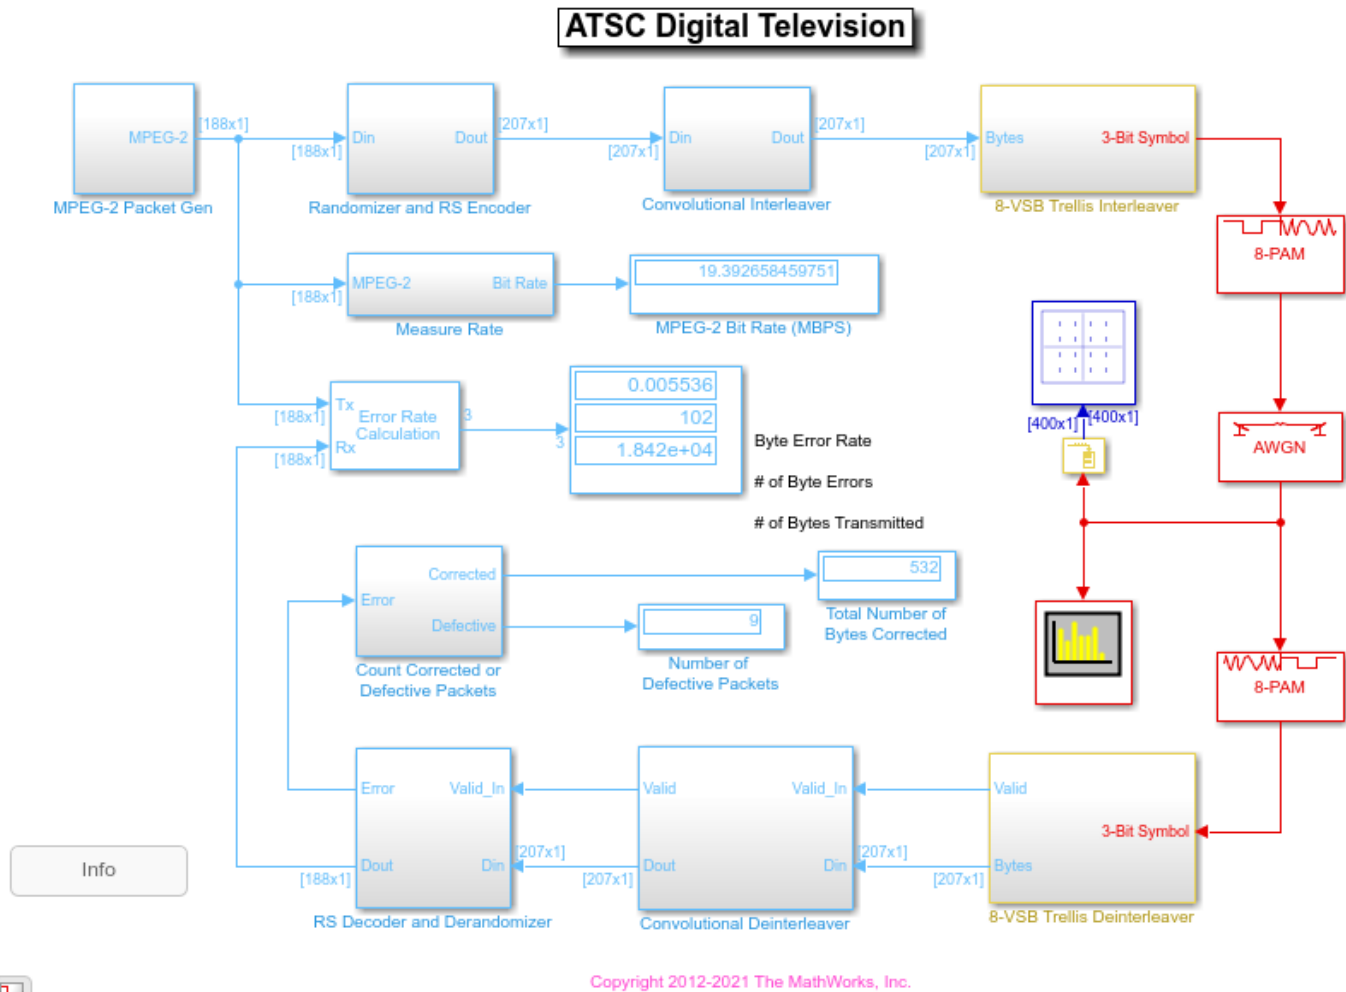 ATSC Digital Television
MPEG-2
[188x1]
[188x1]
Din
Dout
[207x1]
[207x1]
Din
Dout
[207x1]
[207x1]
Bytes
3-Bit Symbol
MPEG-2 Packet Gen
Randomizer and RS Encoder
Convolutional Interleaver
8-VSB Trellis Interleaver
8-PAM
[188x1]
MPEG-2
Bit Rate
19.392658459751
Measure Rate
MPEG-2 Bit Rate (MBPS)
[188x1]
Tx
Rx
[188x1]
Error Rate
Calculation
3
3
0.005536
102
1.842e+04
Byte Error Rate
# of Byte Errors
# of Bytes Transmitted
[400x1]
[400x1]
AWGN
Error
Corrected
Defective
532
Total Number of
Bytes Corrected
9
Number of
Defective Packets
Count Corrected or
Defective Packets
8-PAM
Error
Valid_In
Valid
Valid_In
Valid
3-Bit Symbol
[188x1]
Dout
Din
[207x1]
[207x1]
Dout
Din
[207x1]
[207x1]
Bytes
RS Decoder and Derandomizer
Convolutional Deinterleaver
8-VSB Trellis Deinterleaver
Info
Copyright 2012-2021 The MathWorks, Inc.